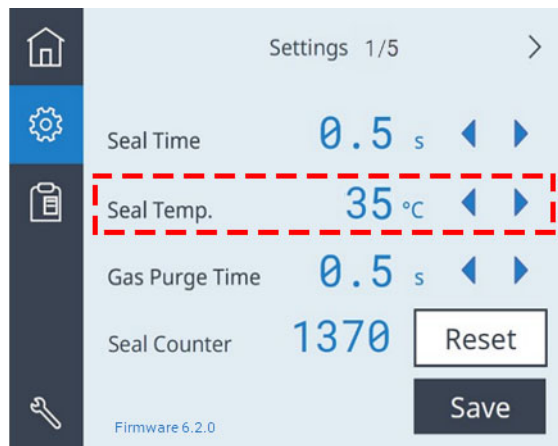 Settings 1/5
Seal Time 0.5 s
Seal Temp. 35 °C
Gas Purge Time 0.5 s
Seal Counter 1370 Reset
Save
Firmware 6.2.0